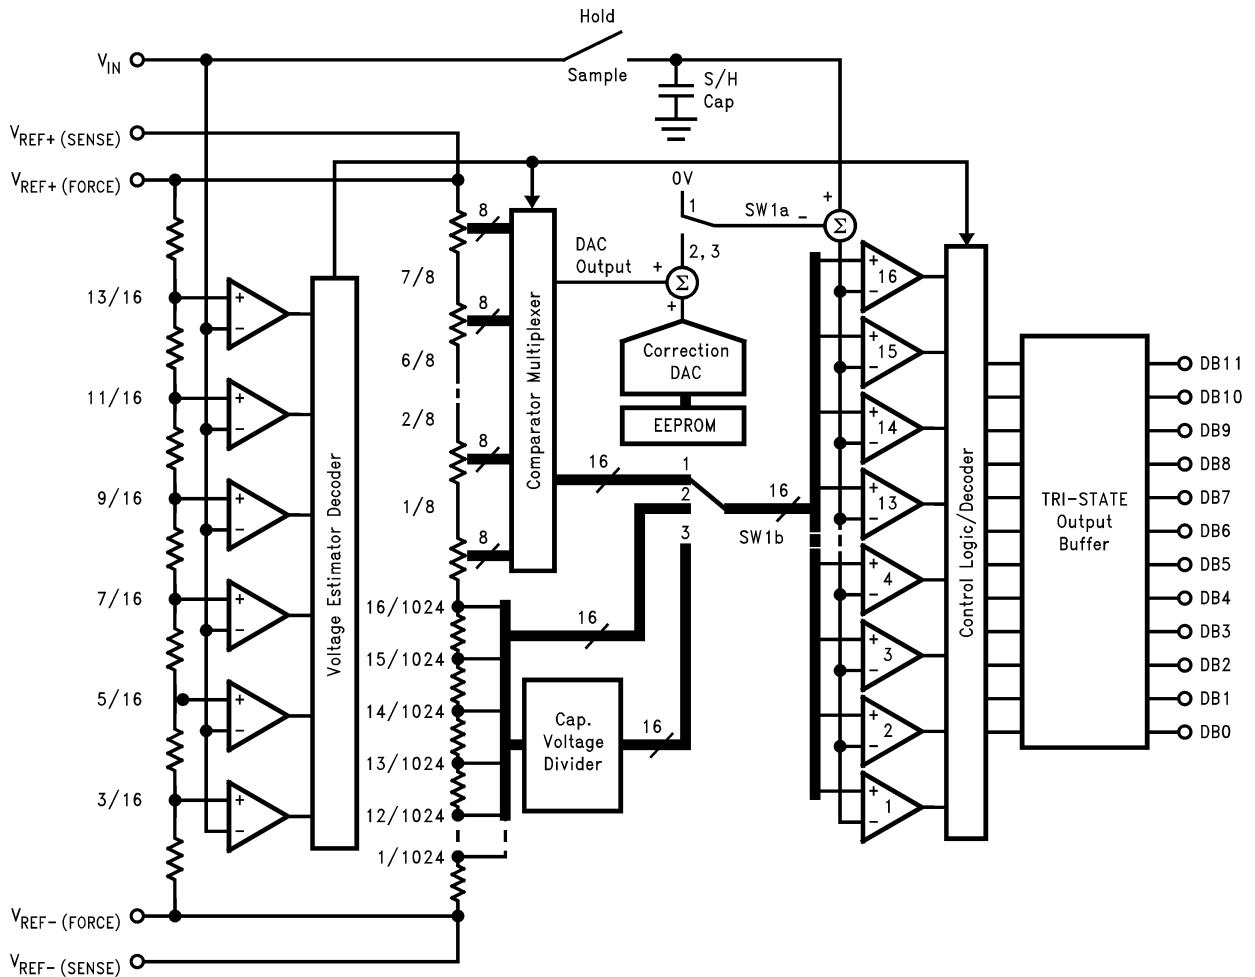 Hold
V_IN
Sample
S/H
Cap
V_REF+ (SENSE)
V_REF+ (FORCE)
0V
1
SW1a
–
+
Σ
8
7/8
8
6/8
2/8
8
1/8
8
DAC
Output
2, 3
+
Σ
+
Correction
DAC
EEPROM
Comparator Multiplexer
13/16
+
–
11/16
+
–
9/16
+
–
7/16
+
–
5/16
+
–
3/16
+
–
Voltage Estimator Decoder
16
1
2
3
16
SW1b
16/1024
15/1024
14/1024
13/1024
12/1024
1/1024
16
Cap.
Voltage
Divider
16
+
16
–
+
15
–
+
14
–
+
13
–
+
4
–
+
3
–
+
2
–
+
1
–
Control Logic/Decoder
TRI-STATE
Output
Buffer
DB11
DB10
DB9
DB8
DB7
DB6
DB5
DB4
DB3
DB2
DB1
DB0
V_REF– (FORCE)
V_REF– (SENSE)